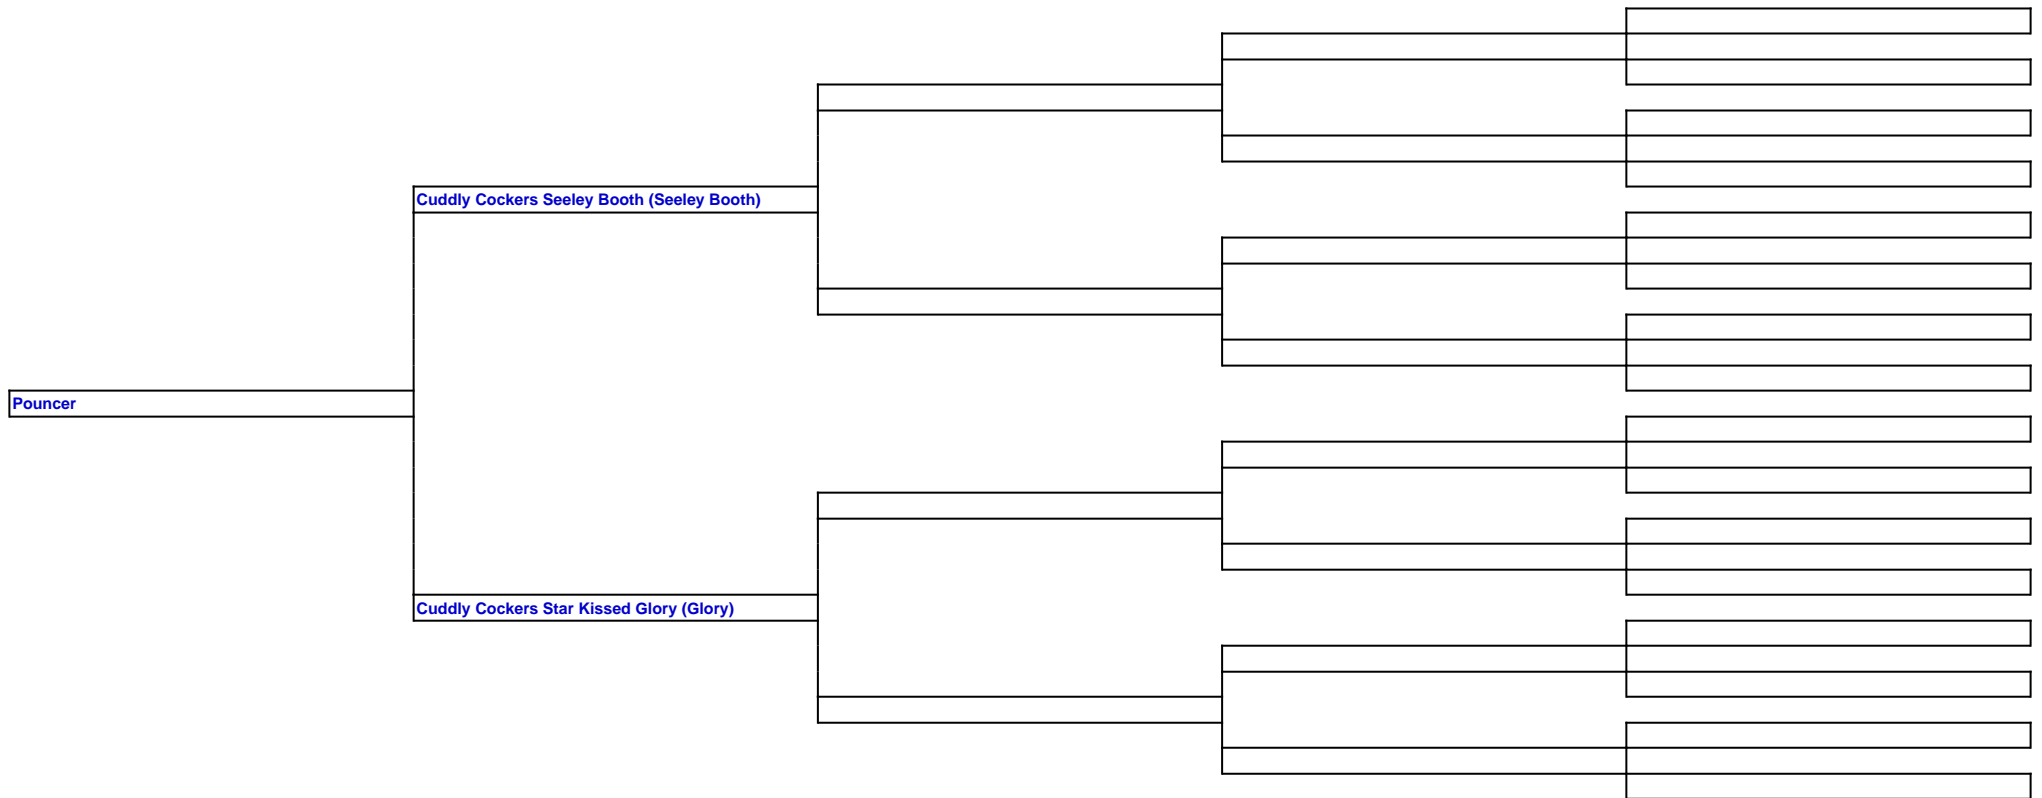 Cuddly Cockers Seeley Booth (Seeley Booth)
Pouncer
Cuddly Cockers Star Kissed Glory (Glory)